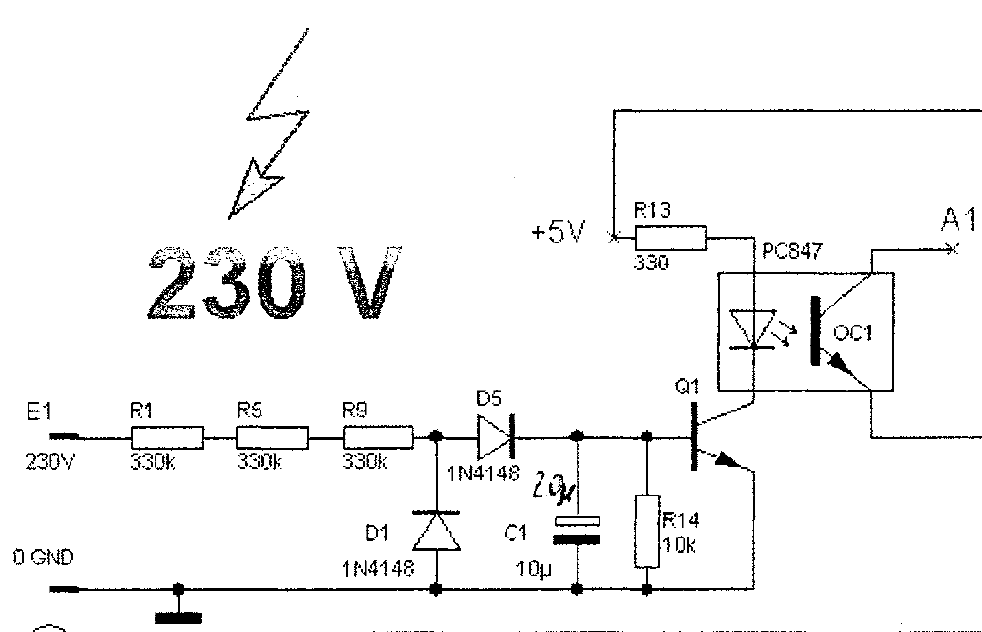 R13
+5V
A1
330
PC847
230 V
OC1
Q1
D5
E1
R1
R5
R9
230V
330k
330k
330k
1N4148
20µ
D1
C1
R14
10k
0 GND
1N4148
10µ